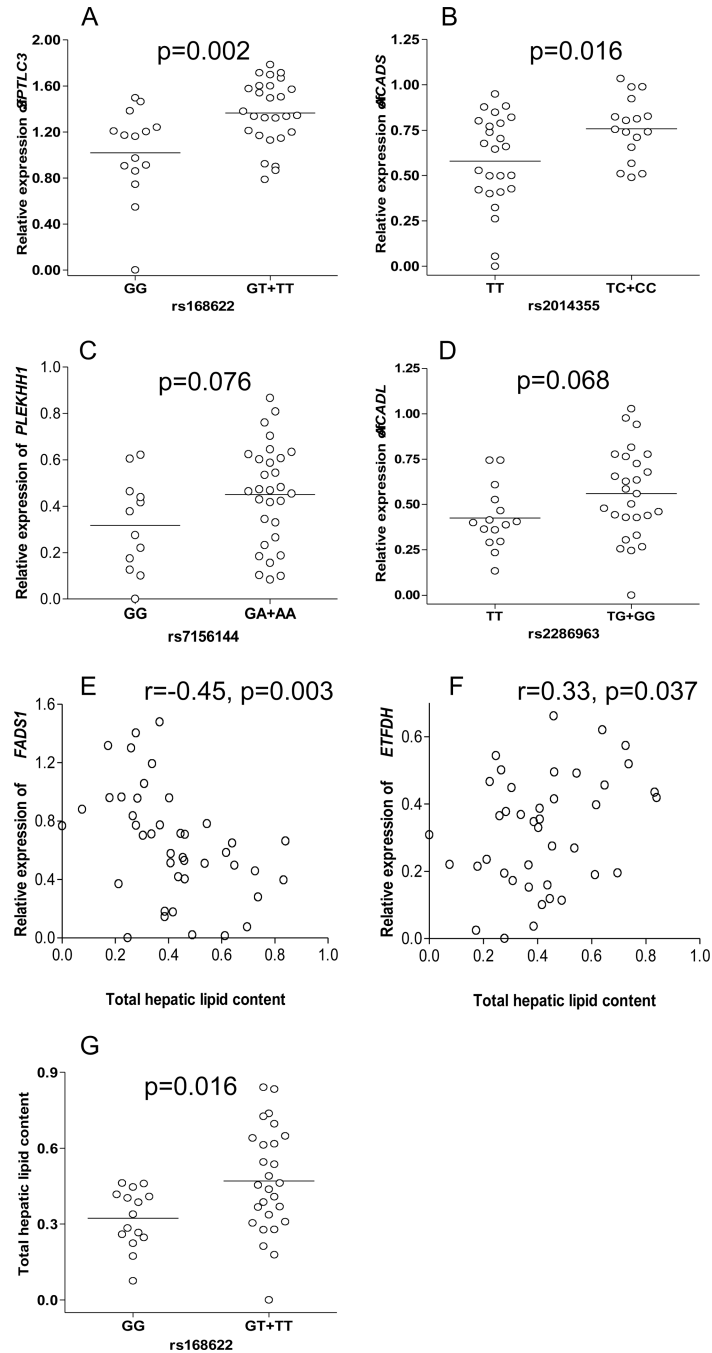 A
p=0.002
2.00
1.60
1.20
0.80
0.40
0.00
Relative expression of SPTLC3
GG GT+TT
rs168622
B
p=0.016
1.25
1.00
0.75
0.50
0.25
0.00
Relative expression of ACADS
TT TC+CC
rs2014355
C
p=0.076
1.0
0.8
0.6
0.4
0.2
0.0
Relative expression of PLEKHH1
GG GA+AA
rs7156144
D
p=0.068
1.25
1.00
0.75
0.50
0.25
0.00
Relative expression of ACADL
TT TG+GG
rs2286963
E
r=-0.45, p=0.003
1.6
1.2
0.8
0.4
0.0
Relative expression of FADS1
0.0 0.2 0.4 0.6 0.8 1.0
Total hepatic lipid content
F
r=0.33, p=0.037
0.6
0.4
0.2
0.0
Relative expression of ETFDH
0.0 0.2 0.4 0.6 0.8 1.0
Total hepatic lipid content
G
p=0.016
0.9
0.6
0.3
0.0
Total hepatic lipid content
GG GT+TT
rs168622